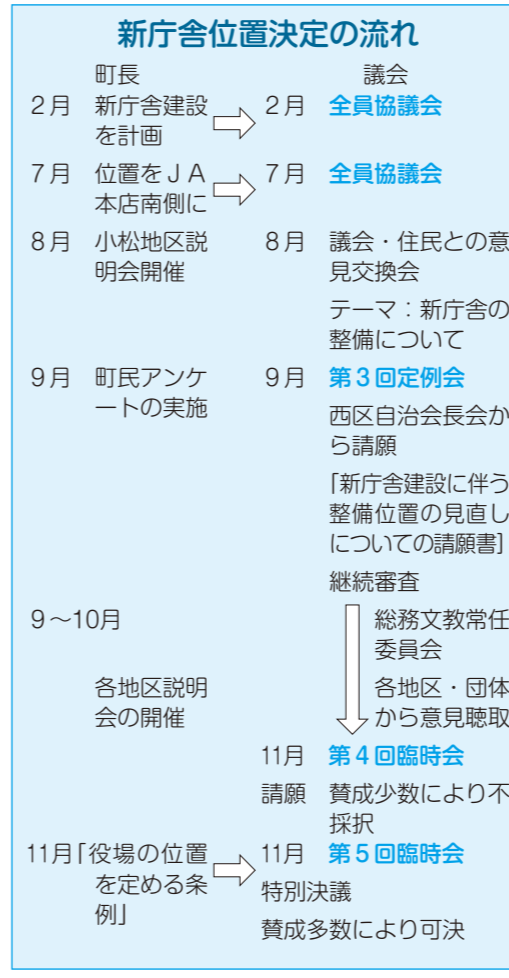 新庁舎位置決定の流れ
町長
議会
2月 新庁舎建設
を計画
2月 全員協議会
7月 位置をJA
本店南側に
7月 全員協議会
8月 小松地区説
明会開催
8月 議会・住民との意
見交換会
テーマ：新庁舎の
整備について
9月 町民アンケ
ートの実施
9月 第3回定例会
西区自治会長会か
ら請願
「新庁舎建設に伴う
整備位置の見直し
についての請願書」
継続審査
9～10月
総務文教常任
委員会
各地区説明
会の開催
各地区・団体
から意見聴取
11月 第4回臨時会
請願 賛成少数により不
採択
11月「役場の位置
を定める条
例」
11月 第5回臨時会
特別決議
賛成多数により可決